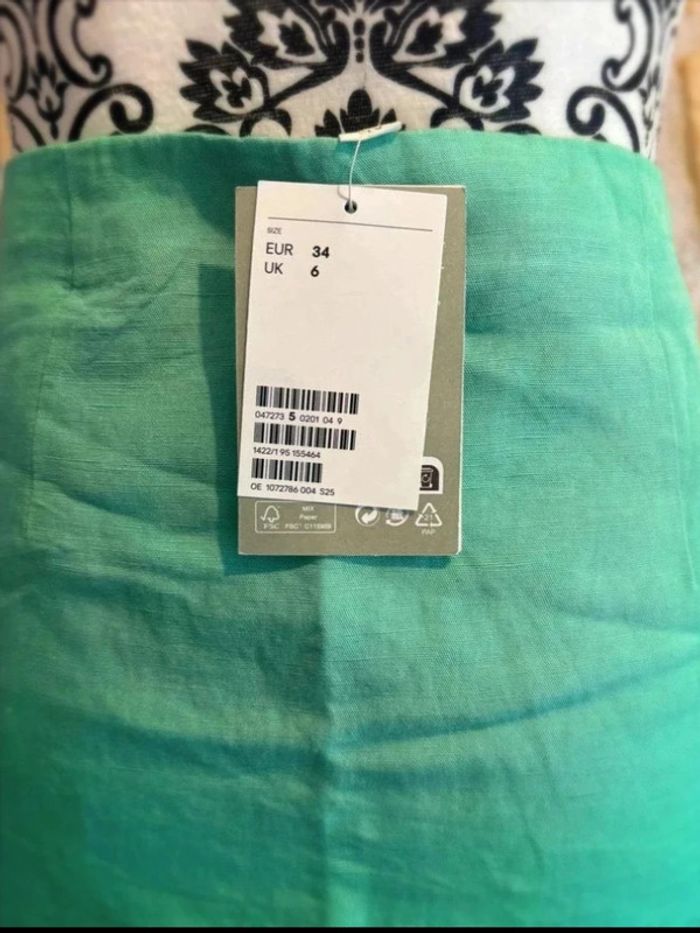 SIZE
EUR 34
UK 6
047273 5 0201 04 9
1422/1 95 155464
OE 1072786 004 S25
FSC
MIX
Paper
21
PAP